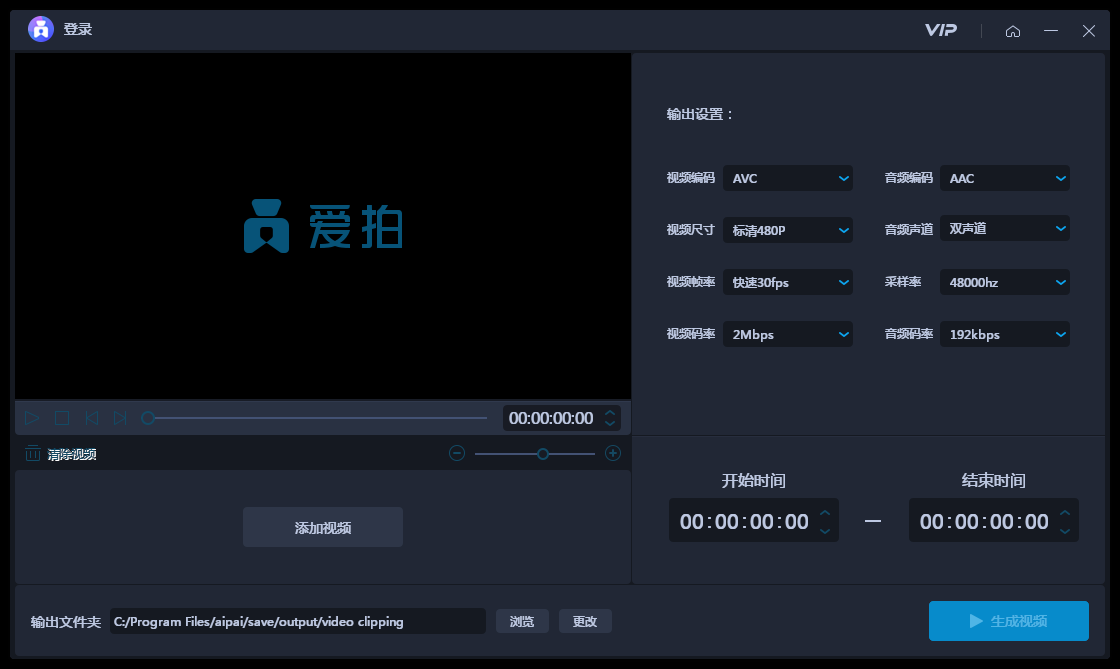 登录
VIP
爱拍
输出设置：
视频编码 AVC 音频编码 AAC
视频尺寸 标清480P 音频声道 双声道
视频帧率 快速30fps 采样率 48000hz
视频码率 2Mbps 音频码率 192kbps
00:00:00:00
清除视频
添加视频
开始时间 结束时间
00:00:00:00 — 00:00:00:00
输出文件夹 C:/Program Files/aipai/save/output/video clipping 浏览 更改
生成视频